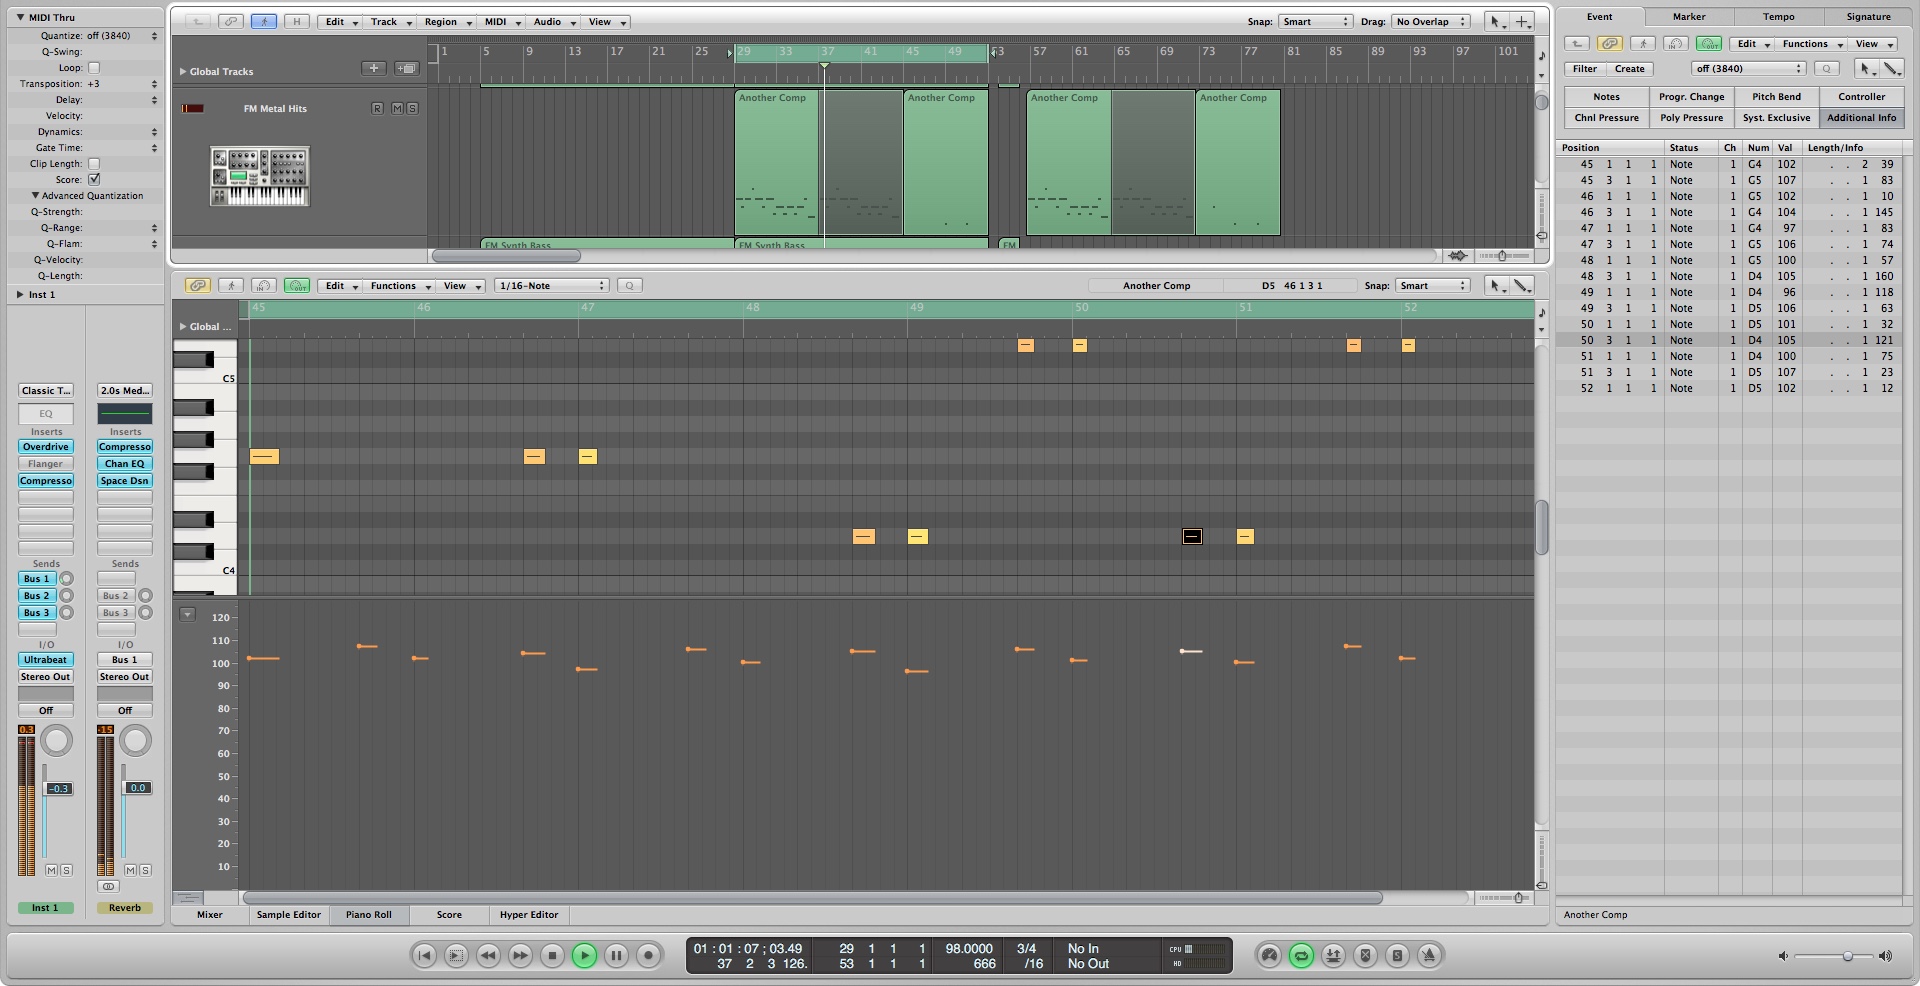 MIDI Thru
Quantize: off (3840)
Q-Swing:
Loop:
Transposition: +3
Delay:
Velocity:
Dynamics:
Gate Time:
Clip Length:
Score:
Advanced Quantization
Q-Strength:
Q-Range:
Q-Flam:
Q-Velocity:
Q-Length:
Inst 1
Classic T... 2.0s Med...
EQ
Inserts Inserts
Overdrive Compresso
Flanger Chan EQ
Compresso Space Dsn
Sends Sends
Bus 1
Bus 2 Bus 2
Bus 3 Bus 3
I/O I/O
Ultrabeat Bus 1
Stereo Out Stereo Out
Off Off
0.3 -15
-0.3 0.0
M S M S
Inst 1 Reverb
H Edit Track Region MIDI Audio View Snap: Smart Drag: No Overlap
1 5 9 13 17 21 25 29 33 37 41 45 49 53 57 61 65 69 73 77 81 85 89 93 97 101
Global Tracks
FM Metal Hits R M S
Another Comp Another Comp Another Comp Another Comp
FM Synth Bass FM Synth Bass FM
Edit Functions View 1/16-Note Q Another Comp D5 46 1 3 1 Snap: Smart
45 46 47 48 49 50 51 52
Global ...
C5
C4
120
110
100
90
80
70
60
50
40
30
20
10
Mixer Sample Editor Piano Roll Score Hyper Editor
Event Marker Tempo Signature
IN OUT Edit Functions View
Filter Create off (3840) Q
Notes Progr. Change Pitch Bend Controller
Chnl Pressure Poly Pressure Syst. Exclusive Additional Info
Position Status Ch Num Val Length/Info
45 1 1 1 Note 1 G4 102 . . 2 39
45 3 1 1 Note 1 G5 107 . . 1 83
46 1 1 1 Note 1 G5 102 . . 1 10
46 3 1 1 Note 1 G4 104 . . 1 145
47 1 1 1 Note 1 G4 97 . . 1 83
47 3 1 1 Note 1 G5 106 . . 1 74
48 1 1 1 Note 1 G5 100 . . 1 57
48 3 1 1 Note 1 D4 105 . . 1 160
49 1 1 1 Note 1 D4 96 . . 1 118
49 3 1 1 Note 1 D5 106 . . 1 63
50 1 1 1 Note 1 D5 101 . . 1 32
50 3 1 1 Note 1 D4 105 . . 1 121
51 1 1 1 Note 1 D4 100 . . 1 75
51 3 1 1 Note 1 D5 107 . . 1 23
52 1 1 1 Note 1 D5 102 . . 1 12
Another Comp
01 : 01 : 07 ; 03.49 29 1 1 1 98.0000 3/4 No In CPU
37 2 3 126. 53 1 1 1 666 /16 No Out HD
S